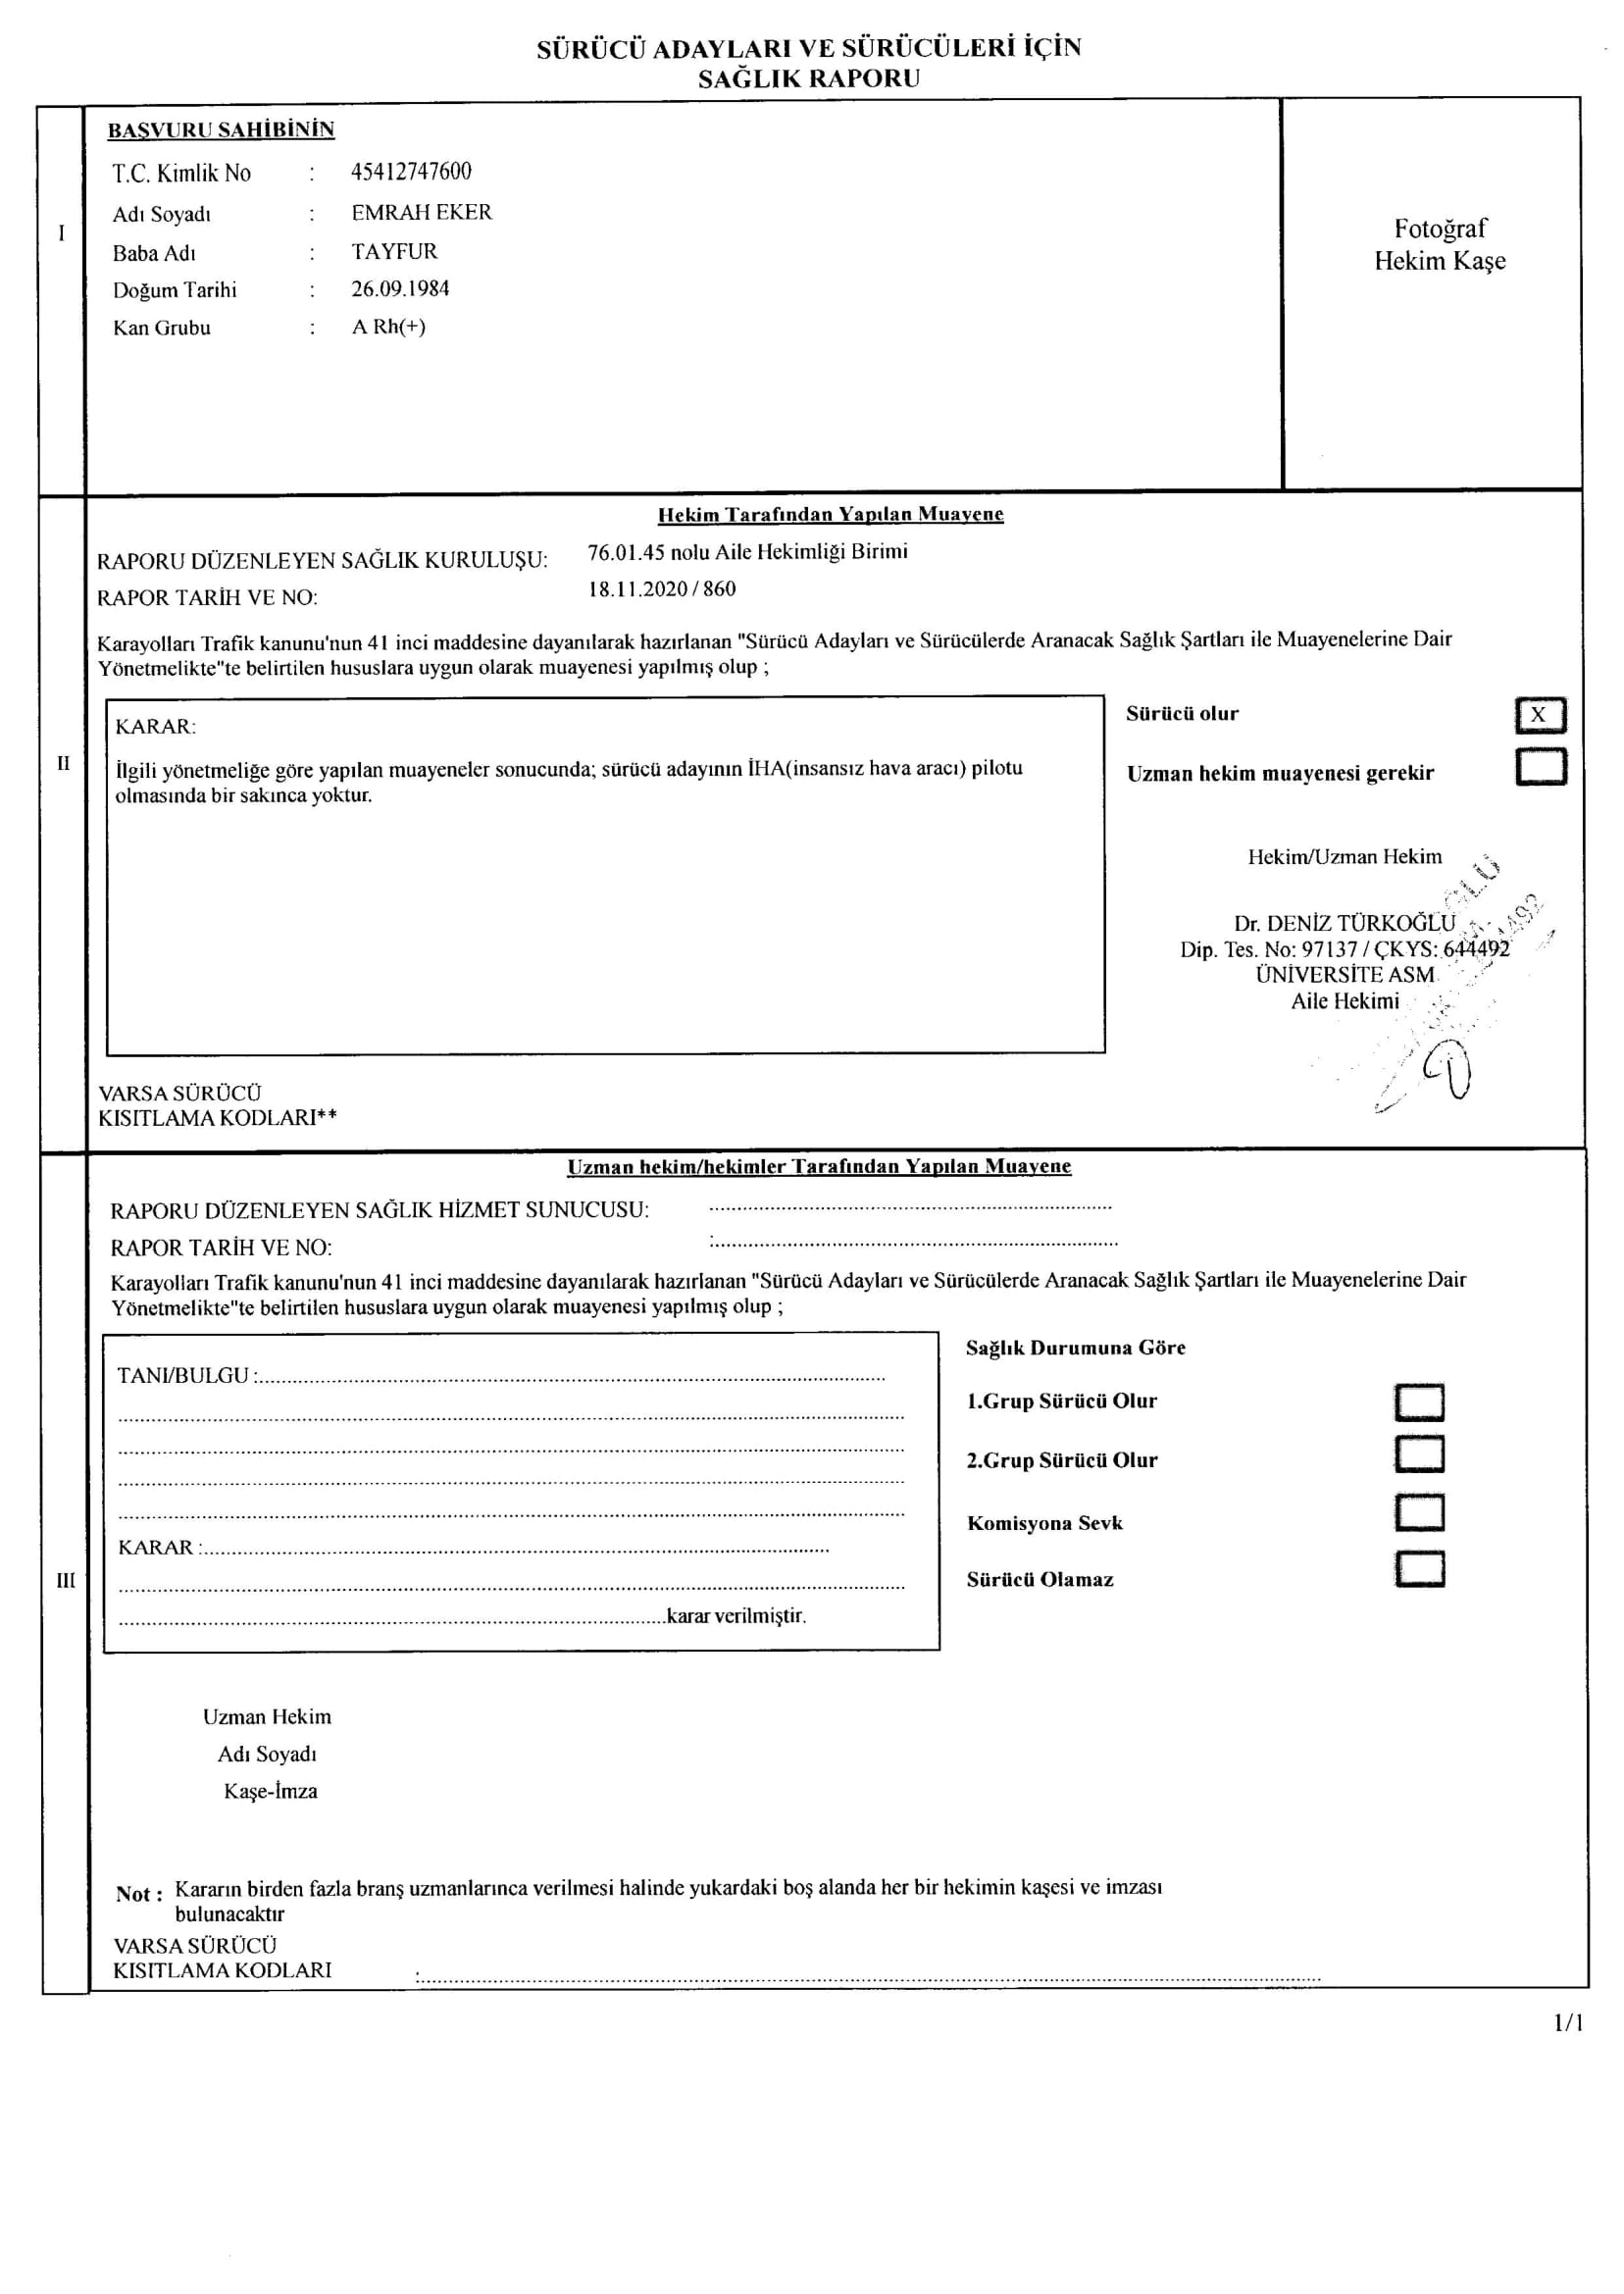 SÜRÜCÜ ADAYLARI VE SÜRÜCÜLERİ İÇİN
SAĞLIK RAPORU
BAŞVURU SAHİBİNİN
T.C. Kimlik No : 45412747600
Adı Soyadı : EMRAH EKER
Baba Adı : TAYFUR
Doğum Tarihi : 26.09.1984
Kan Grubu : A Rh(+)
I
Fotoğraf
Hekim Kaşe
Hekim Tarafından Yapılan Muayene
RAPORU DÜZENLEYEN SAĞLIK KURULUŞU: 76.01.45 nolu Aile Hekimliği Birimi
RAPOR TARİH VE NO: 18.11.2020 / 860
Karayolları Trafik kanunu'nun 41 inci maddesine dayanılarak hazırlanan "Sürücü Adayları ve Sürücülerde Aranacak Sağlık Şartları ile Muayenelerine Dair
Yönetmelikte"te belirtilen hususlara uygun olarak muayenesi yapılmış olup ;
II
KARAR:
İlgili yönetmeliğe göre yapılan muayeneler sonucunda; sürücü adayının İHA(insansız hava aracı) pilotu
olmasında bir sakınca yoktur.
Sürücü olur X
Uzman hekim muayenesi gerekir
Hekim/Uzman Hekim
Dr. DENİZ TÜRKOĞLU
Dip. Tes. No: 97137 / ÇKYS: 644492
ÜNİVERSİTE ASM
Aile Hekimi
VARSA SÜRÜCÜ
KISITLAMA KODLARI**
Uzman hekim/hekimler Tarafından Yapılan Muayene
RAPORU DÜZENLEYEN SAĞLIK HİZMET SUNUCUSU: ....................
RAPOR TARİH VE NO: :....................
Karayolları Trafik kanunu'nun 41 inci maddesine dayanılarak hazırlanan "Sürücü Adayları ve Sürücülerde Aranacak Sağlık Şartları ile Muayenelerine Dair
Yönetmelikte"te belirtilen hususlara uygun olarak muayenesi yapılmış olup ;
III
TANI/BULGU :....................
KARAR :....................
....................karar verilmiştir.
Sağlık Durumuna Göre
1.Grup Sürücü Olur
2.Grup Sürücü Olur
Komisyona Sevk
Sürücü Olamaz
Uzman Hekim
Adı Soyadı
Kaşe-İmza
Not : Kararın birden fazla branş uzmanlarınca verilmesi halinde yukardaki boş alanda her bir hekimin kaşesi ve imzası
bulunacaktır
VARSA SÜRÜCÜ
KISITLAMA KODLARI :....................
1/1